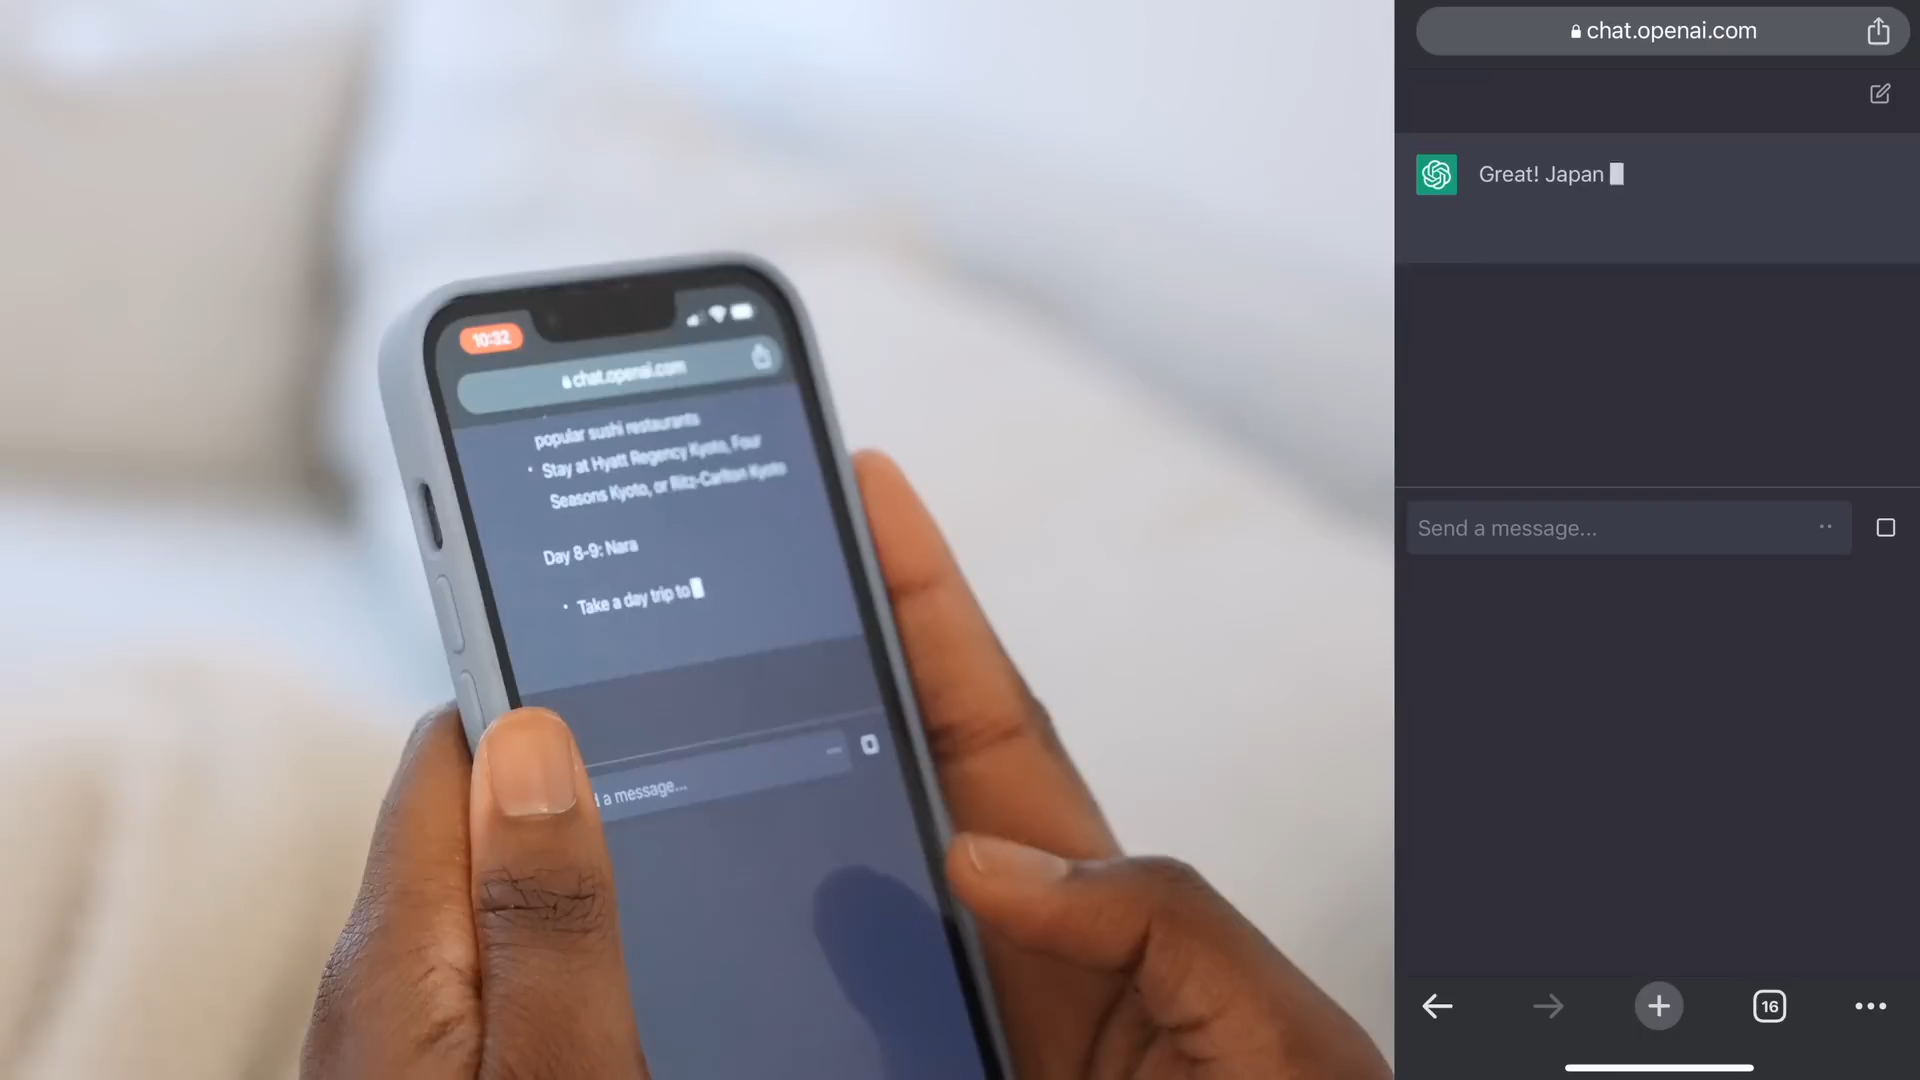 10:32
chat.openai.com
popular sushi restaurants
• Stay at Hyatt Regency Kyoto, Four
Seasons Kyoto, or Ritz-Carlton Kyoto
Day 8-9: Nara
• Take a day trip to
d a message...
chat.openai.com
Great! Japan
Send a message...
16